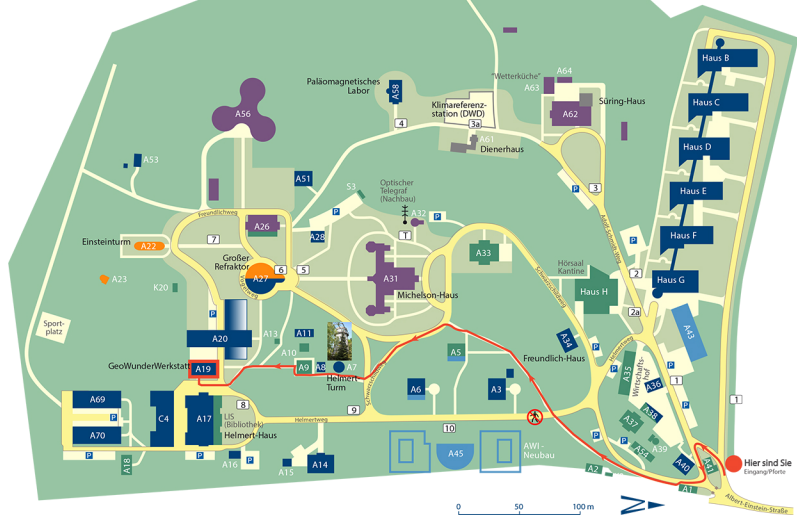 Haus B
Haus C
Haus D
Haus E
Haus F
Haus G
A64
"Wetterküche"
A63
A62
Süring-Haus
Paläomagnetisches
Labor
A58
Klimareferenz-
station (DWD)
3a
A61
Dienerhaus
4
A56
A53
A51
S3
P
Optischer
Telegraf
(Nachbau)
A32
P
P
3
Adolf-Schmidt-Weg
Freundlichweg
A26
A28
T
7
Einsteinturm
A22
Großer
Refraktor
6
5
A27
A31
Michelson-Haus
A33
Hörsaal
Kantine
Haus H
P
2
2a
A23
K20
P
A20
A13
A11
A10
Sport-
platz
GeoWunderWerkstatt
A19
A9
A8
A7
Helmert-
Turm
A5
A6
A3
A34
Freundlich-Haus
P
A43
A35
Wirtschafts-
hof
A36
1
1
A38
A37
A39
A54
A40
A41
A69
P
A70
C4
A17
8
LIS
(Bibliothek)
Helmert-Haus
9
Helmertweg
10
P
A18
P
A16
P
A15
A14
A45
AWI -
Neubau
P
P
A2
A1
Hier sind Sie
Eingang/Pforte
Albert-Einstein-Straße
0
50
100 m
N